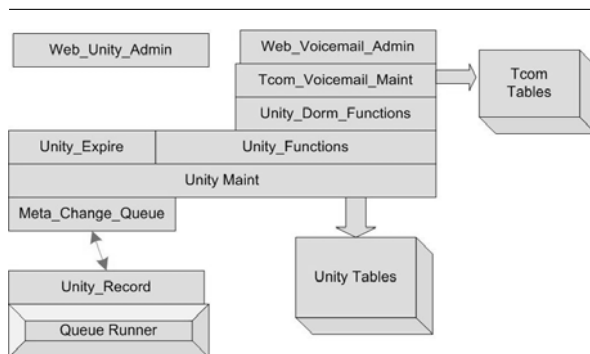 Web_Unity_Admin
Web_Voicemail_Admin
Tcom_Voicemail_Maint
Tcom
Tables
Unity_Dorm_Functions
Unity_Expire
Unity_Functions
Unity Maint
Meta_Change_Queue
Unity Tables
Unity_Record
Queue Runner